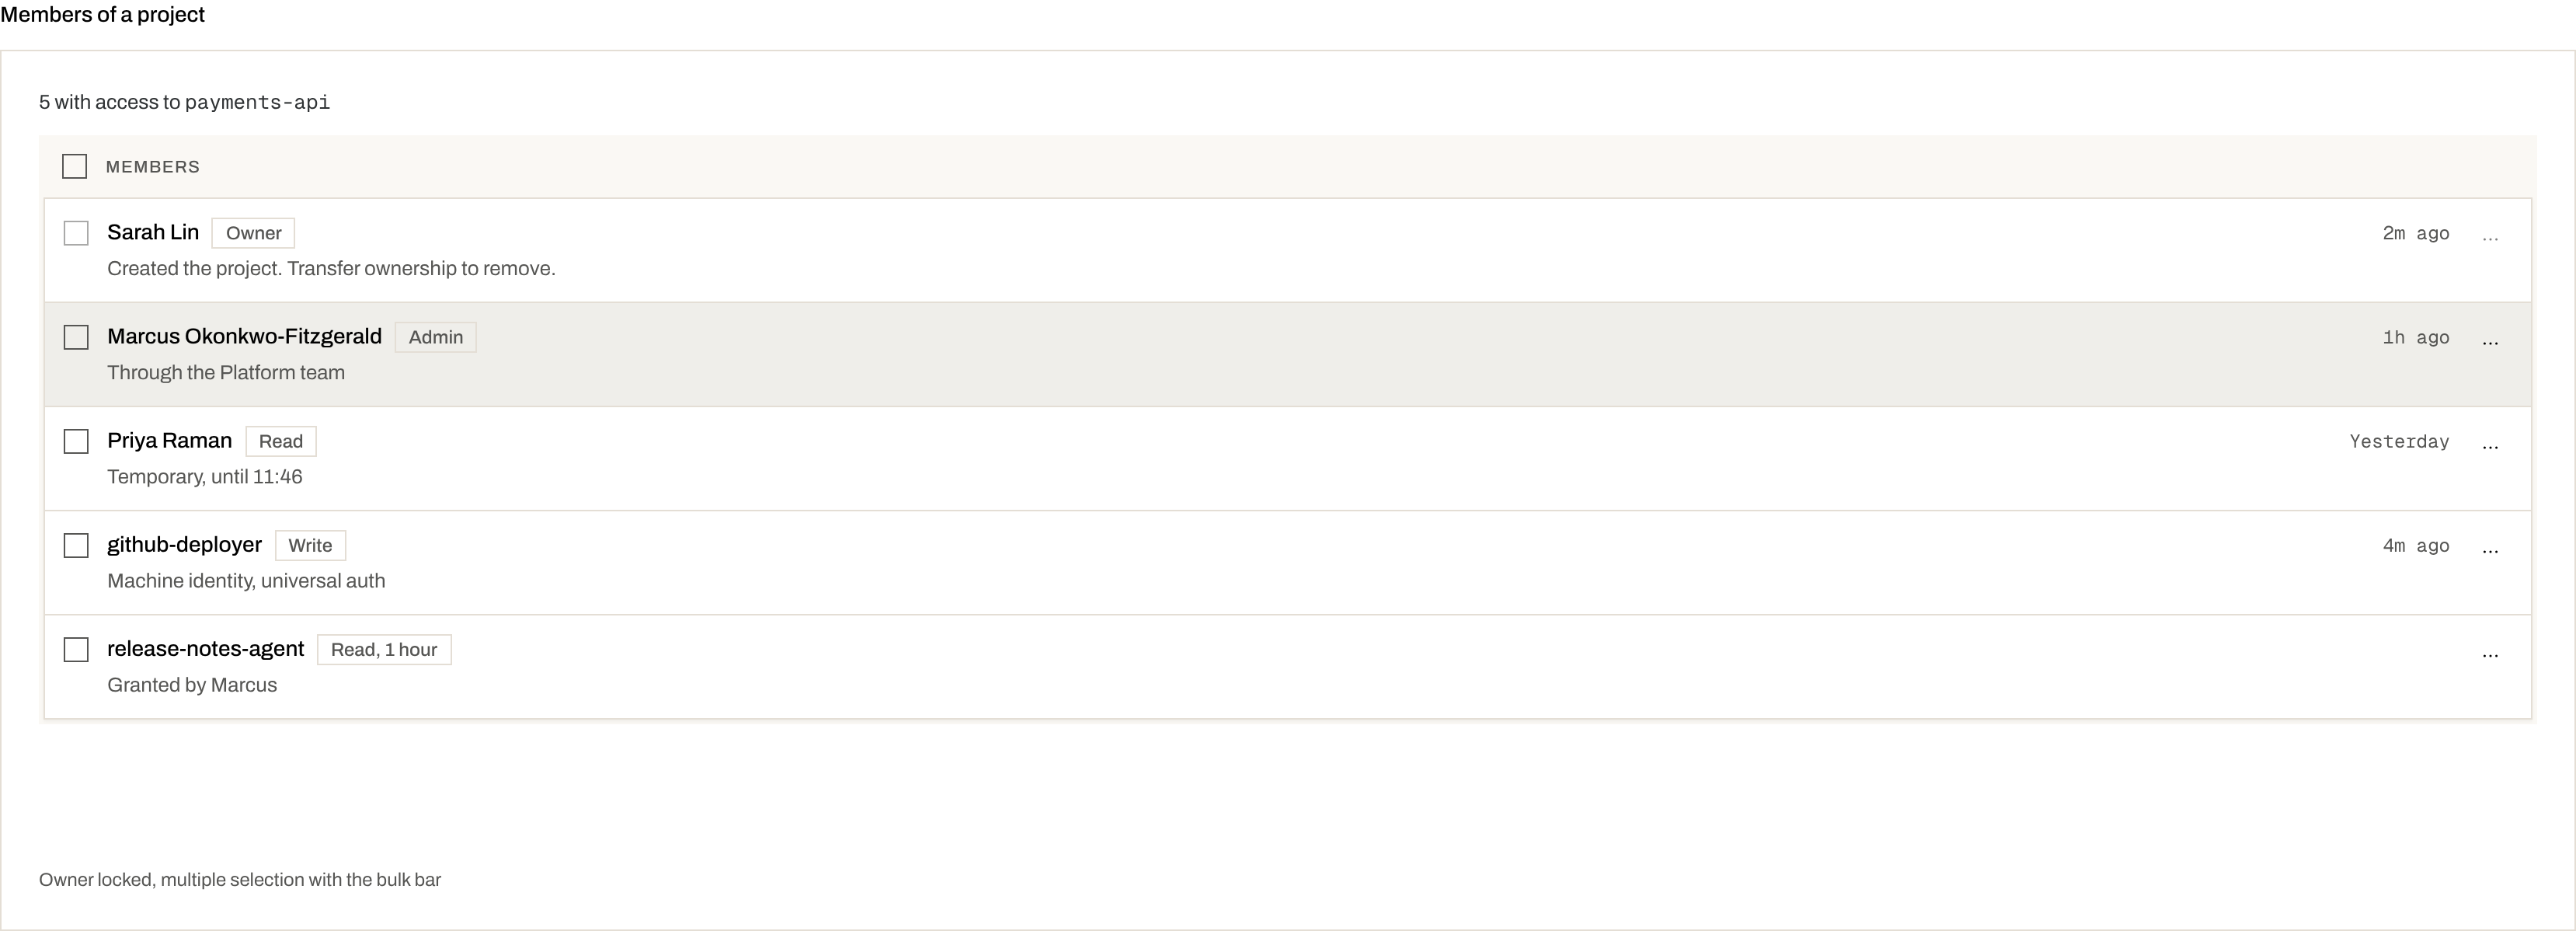 Members of a project
5 with access to payments-api
MEMBERS
Sarah Lin Owner 2m ago ...
Created the project. Transfer ownership to remove.
Marcus Okonkwo-Fitzgerald Admin 1h ago ...
Through the Platform team
Priya Raman Read Yesterday ...
Temporary, until 11:46
github-deployer Write 4m ago ...
Machine identity, universal auth
release-notes-agent Read, 1 hour ...
Granted by Marcus
Owner locked, multiple selection with the bulk bar